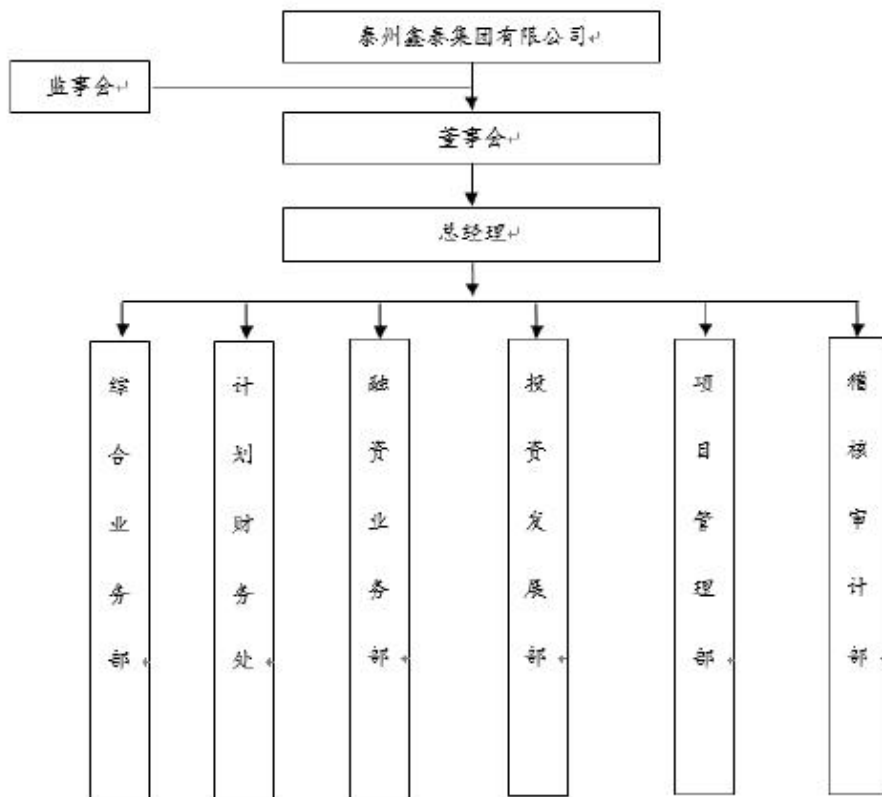 泰州鑫泰集团有限公司
监事会
董事会
总经理
综合业务部
计划财务处
融资业务部
投资发展部
项目管理部
稽核审计部